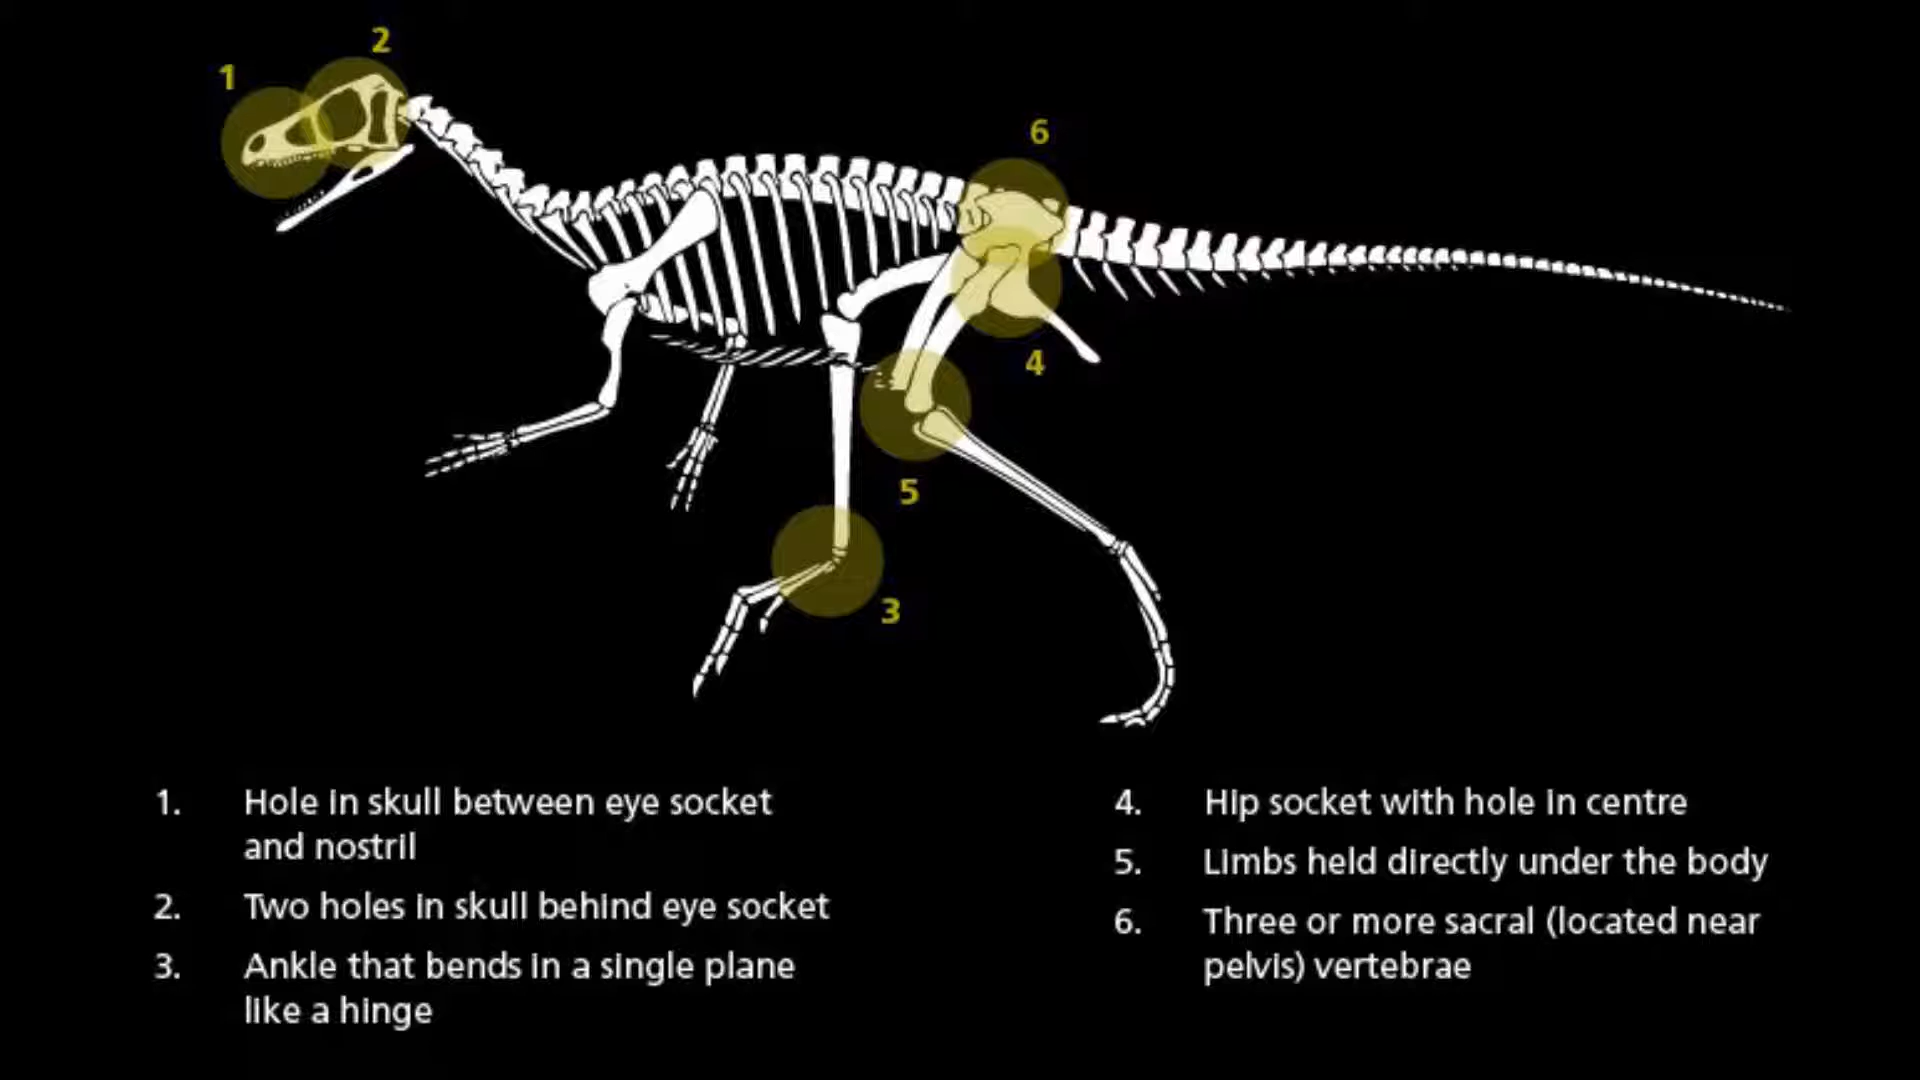 2
1
6
4
5
3
1. Hole in skull between eye socket
and nostril
2. Two holes in skull behind eye socket
3. Ankle that bends in a single plane
like a hinge
4. Hip socket with hole in centre
5. Limbs held directly under the body
6. Three or more sacral (located near
pelvis) vertebrae